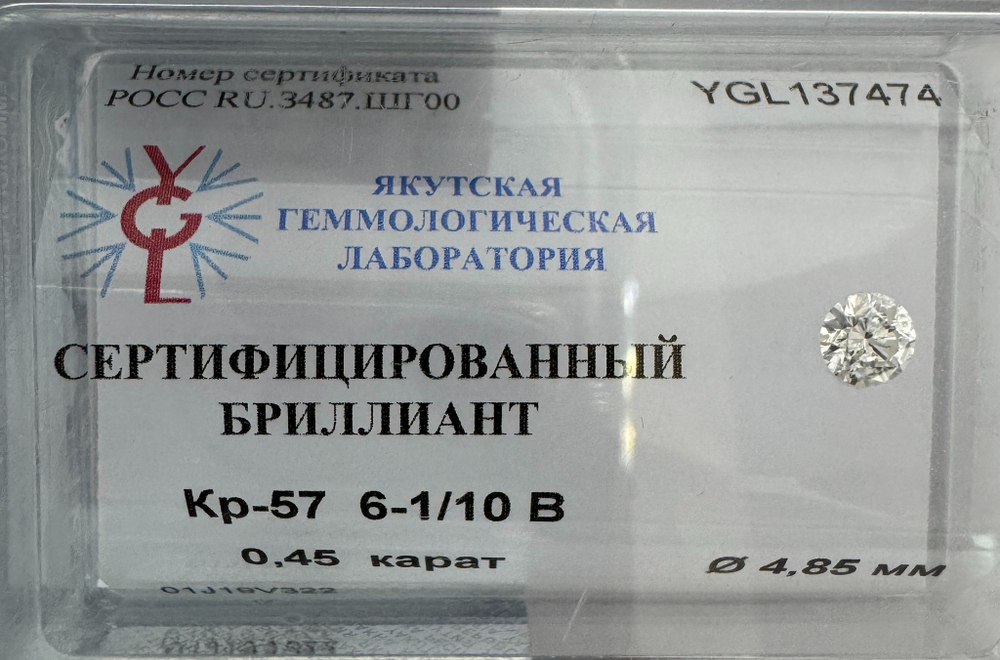 Номер сертификата
РОСС RU.3487.ШГ00
YGL137474
YGL
ЯКУТСКАЯ
ГЕММОЛОГИЧЕСКАЯ
ЛАБОРАТОРИЯ
СЕРТИФИЦИРОВАННЫЙ
БРИЛЛИАНТ
Кр-57 6-1/10 В
0,45 карат
Ø 4,85 мм